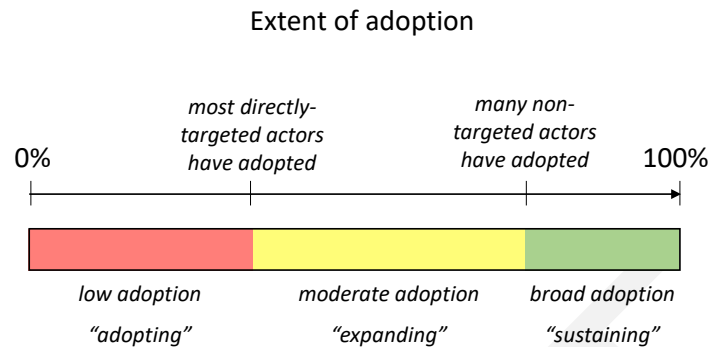 Extent of adoption
most directly-
targeted actors
have adopted
many non-
targeted actors
have adopted
0%
100%
low adoption
moderate adoption
broad adoption
“adopting”
“expanding”
“sustaining”